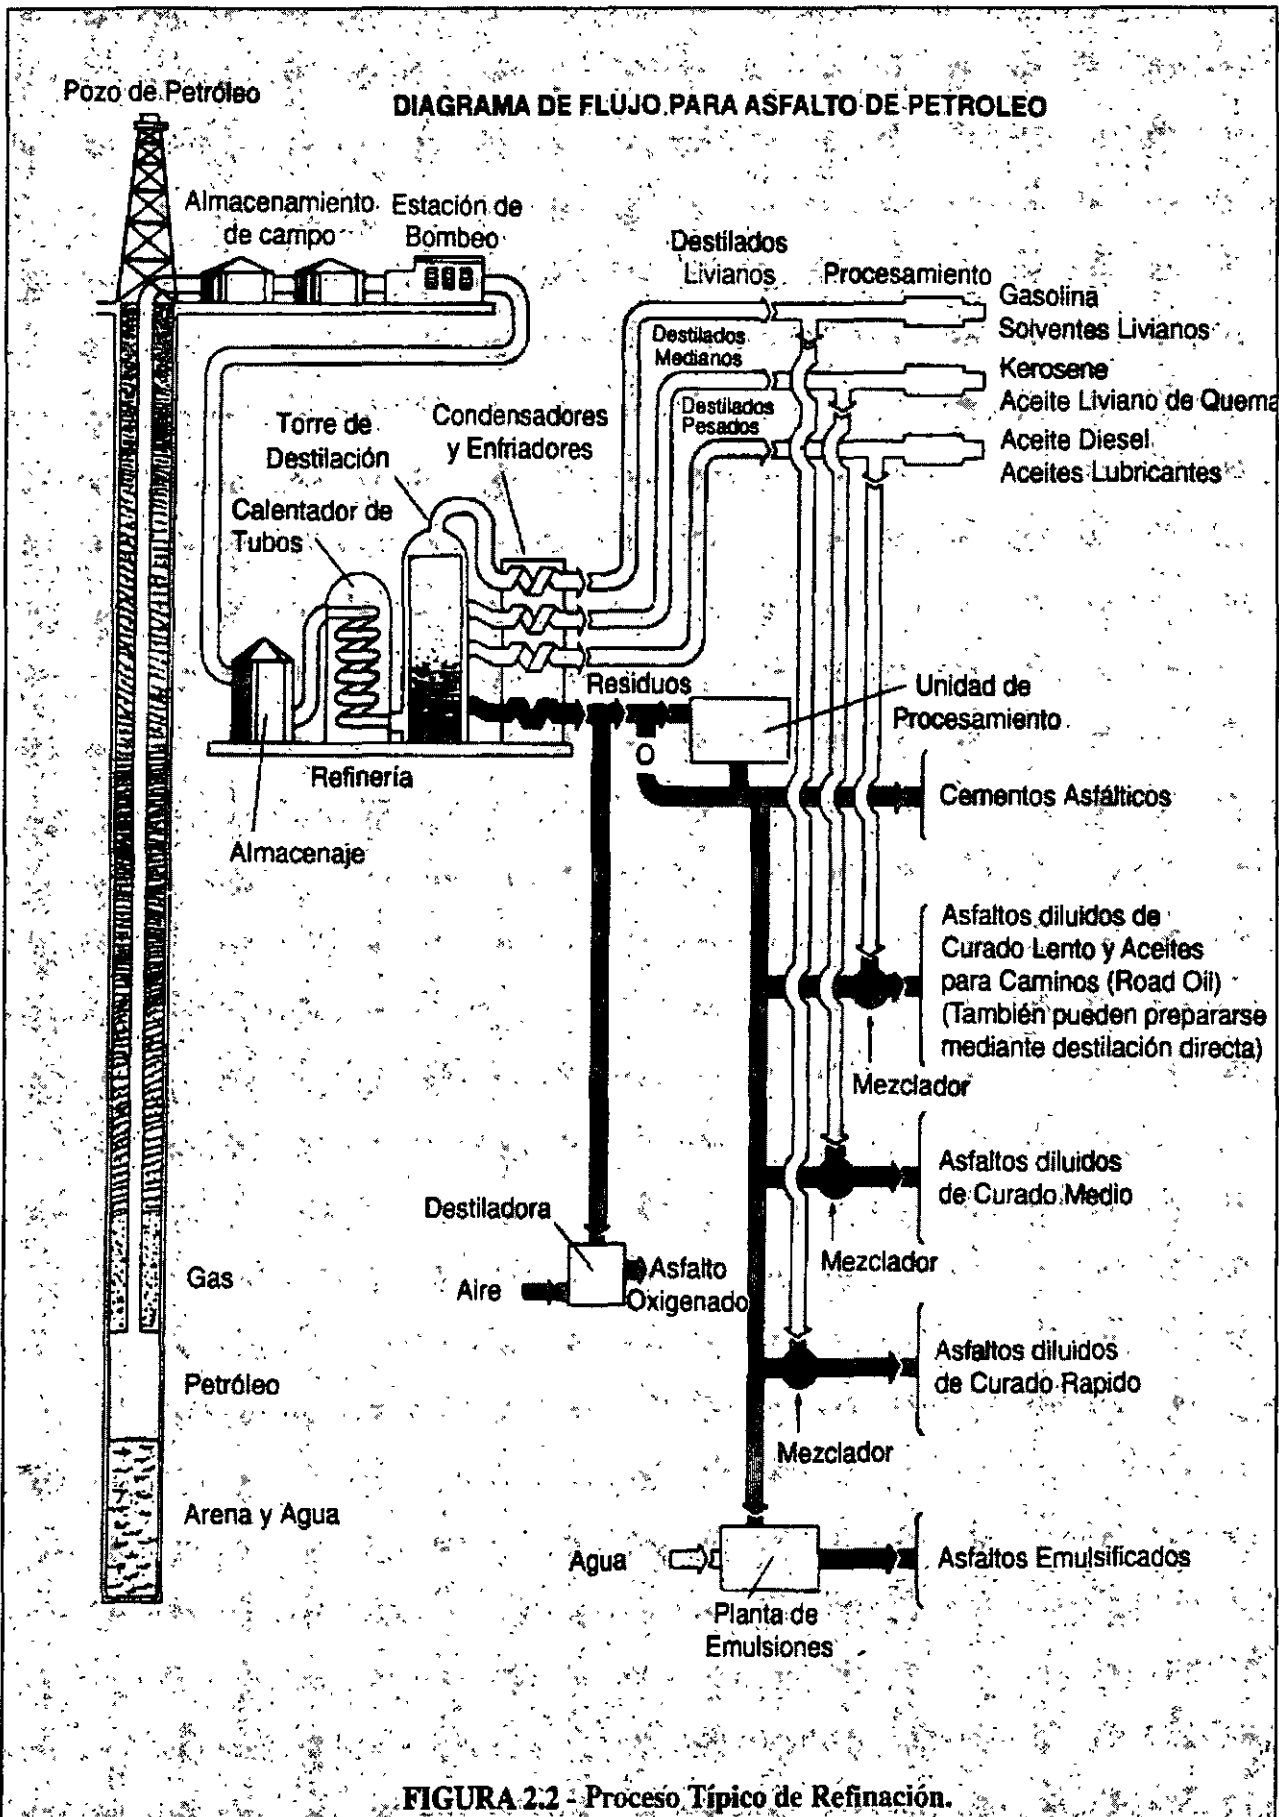 Pozo de Petróleo
DIAGRAMA DE FLUJO PARA ASFALTO DE PETROLEO
Almacenamiento
de campo
Estación de
Bombeo
Destilados
Livianos
Procesamiento
Gasolina
Solventes Livianos
Destilados
Medianos
Kerosene
Aceite Liviano de Quema
Destilados
Pesados
Aceite Diesel
Aceites Lubricantes
Torre de
Destilación
Condensadores
y Enfriadores
Calentador de
Tubos
Residuos
Unidad de
Procesamiento
O
Refinería
Cementos Asfálticos
Almacenaje
Asfaltos diluidos de
Curado Lento y Aceites
para Caminos (Road Oil)
(También pueden prepararse
mediante destilación directa)
Mezclador
Asfaltos diluidos
de Curado Medio
Mezclador
Destiladora
Aire
Asfalto
Oxigenado
Gas
Asfaltos diluidos
de Curado Rapido
Mezclador
Petróleo
Arena y Agua
Agua
Asfaltos Emulsificados
Planta de
Emulsiones
FIGURA 2.2 - Proceso Típico de Refinación.